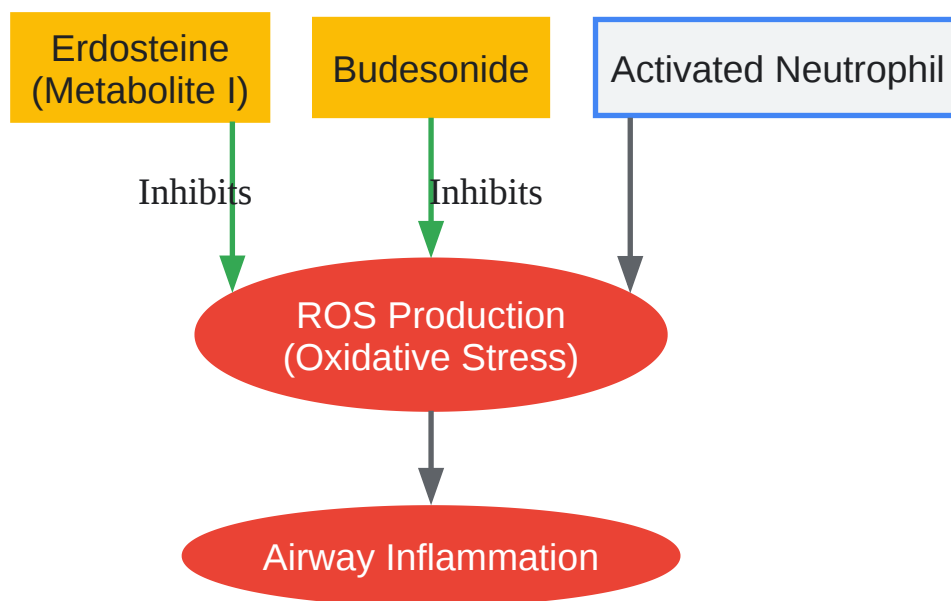 Erdosteine
(Metabolite I)
Budesonide
Activated Neutrophil
Inhibits
Inhibits
ROS Production
(Oxidative Stress)
Airway Inflammation